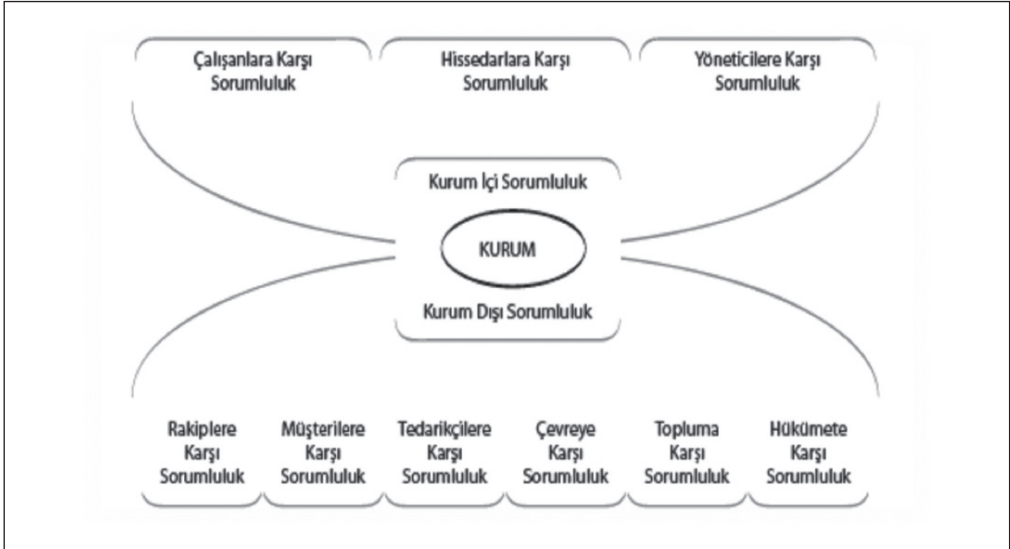 Çalışanlara Karşı
Sorumluluk
Hissedarlara Karşı
Sorumluluk
Yöneticilere Karşı
Sorumluluk
Kurum İçi Sorumluluk
KURUM
Kurum Dışı Sorumluluk
Rakiplere
Karşı
Sorumluluk
Müşterilere
Karşı
Sorumluluk
Tedarikçilere
Karşı
Sorumluluk
Çevreye
Karşı
Sorumluluk
Topluma
Karşı
Sorumluluk
Hükümete
Karşı
Sorumluluk